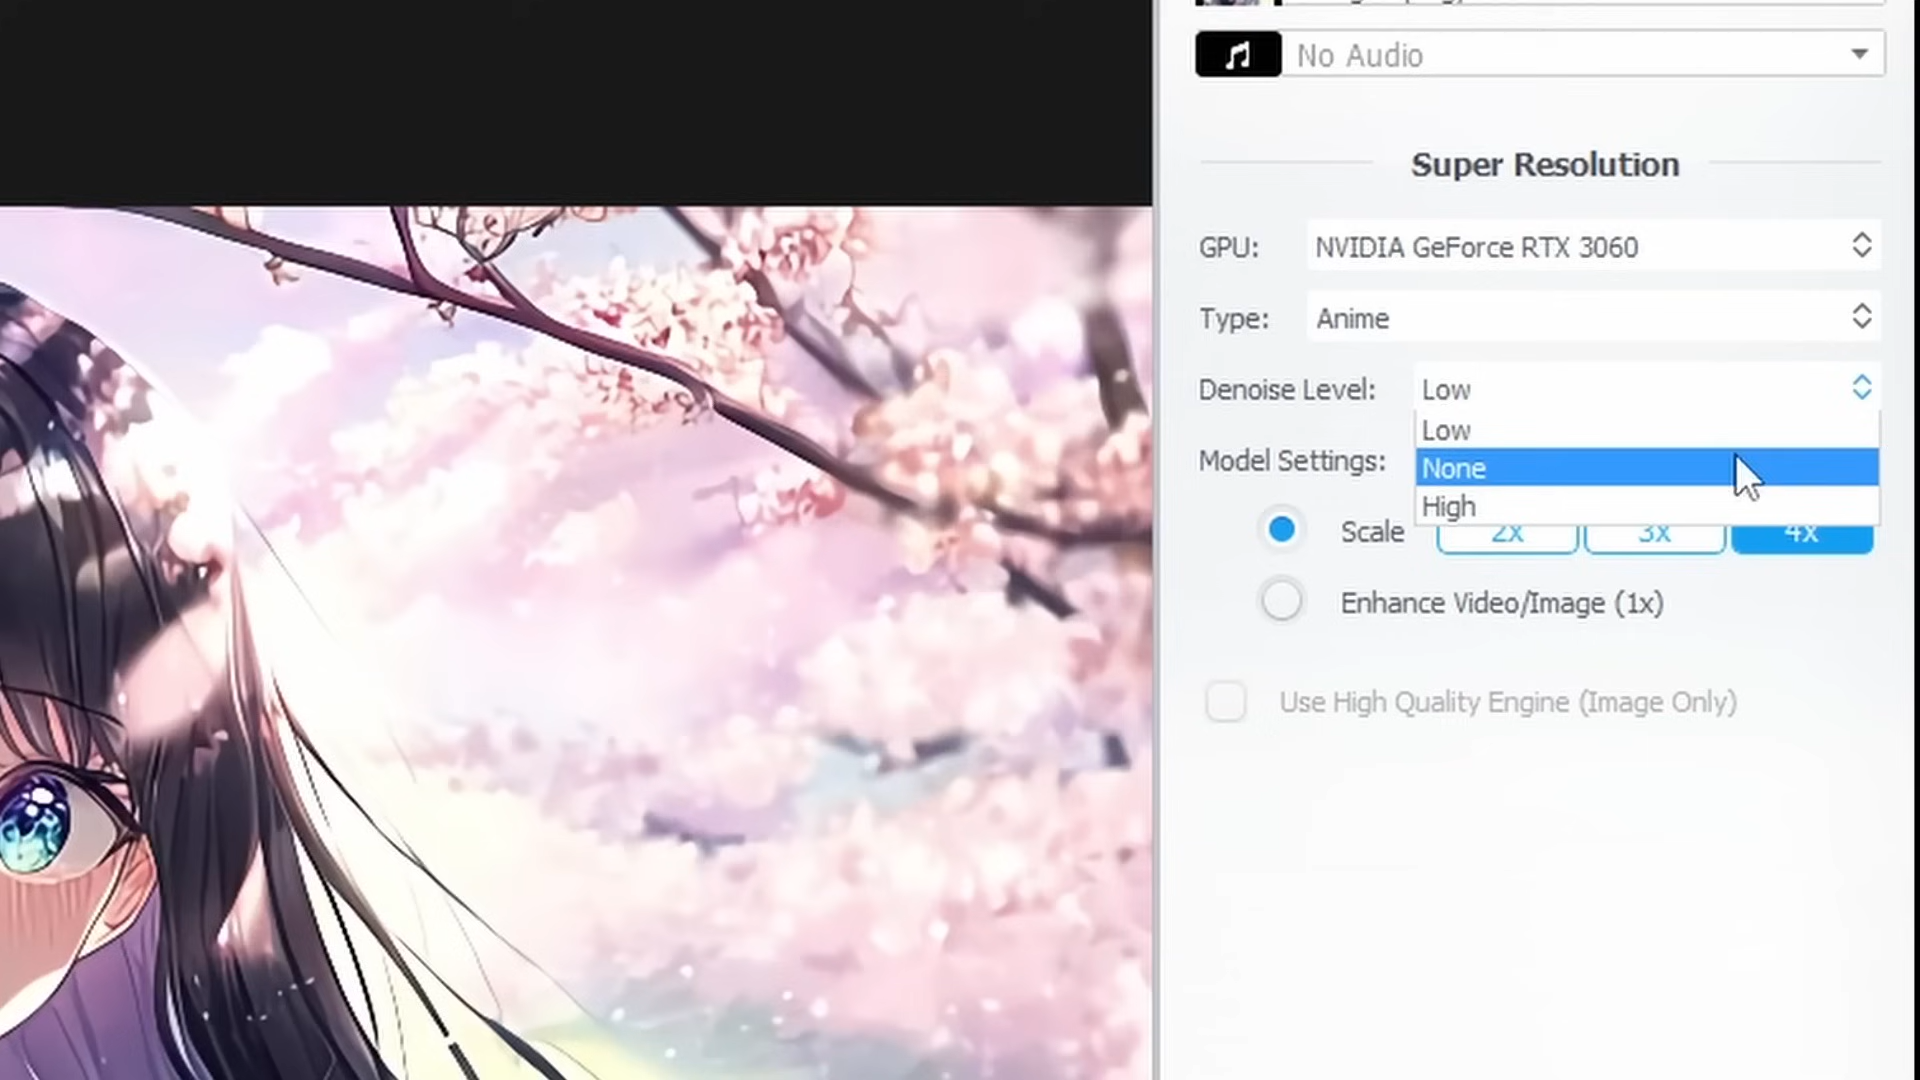 No Audio
Super Resolution
GPU: NVIDIA GeForce RTX 3060
Type: Anime
Denoise Level: Low
Low
Model Settings:
None
High
Scale 2x 3x 4x
Enhance Video/Image (1x)
Use High Quality Engine (Image Only)